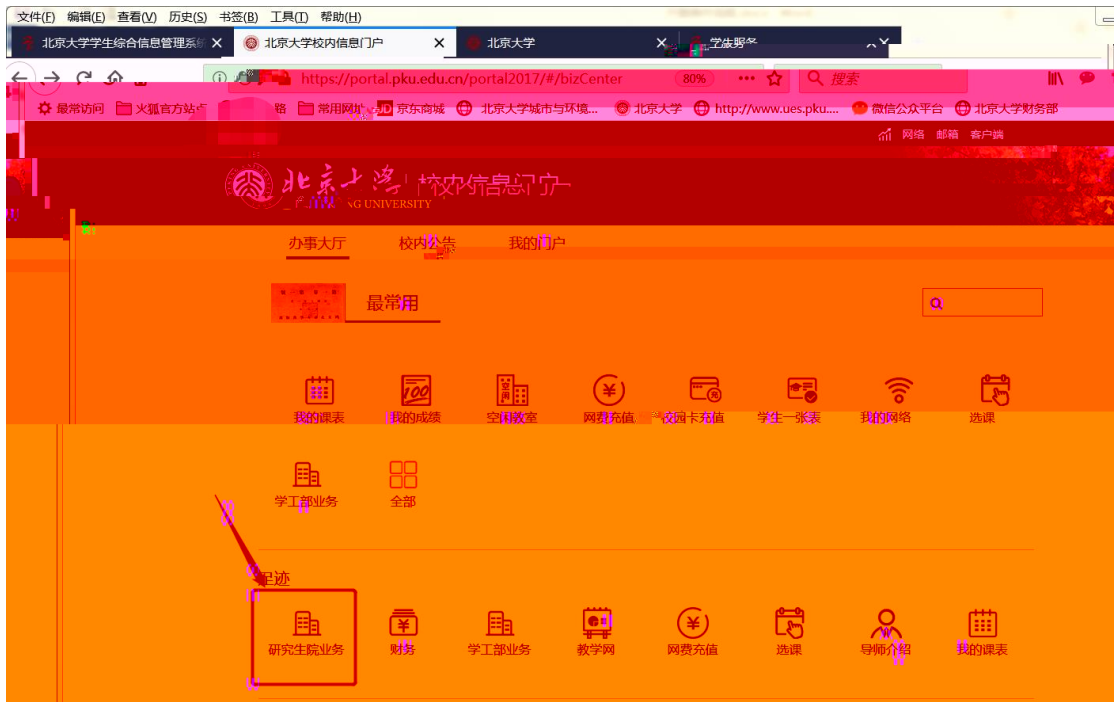 文件(F) 编辑(E) 查看(V) 历史(S) 书签(B) 工具(T) 帮助(H)
北京大学学生综合信息管理系统 北京大学校内信息门户 北京大学
https://portal.pku.edu.cn/portal2017/#/bizCenter 80% 搜索
最常访问 火狐官方站点 常用网址 京东商城 北京大学城市与环境... 北京大学 http://www.ues.pku.... 微信公众平台 北京大学财务部
网络 邮箱 客户端
北京大学 校内信息门户
NG UNIVERSITY
办事大厅 校内公告 我的门户
最常用
我的课表 我的成绩 空闲教室 网费充值 校园卡充值 学生一张表 我的网络 选课
学工部业务 全部
足迹
研究生院业务 财务 学工部业务 教学网 网费充值 选课 导师介绍 我的课表